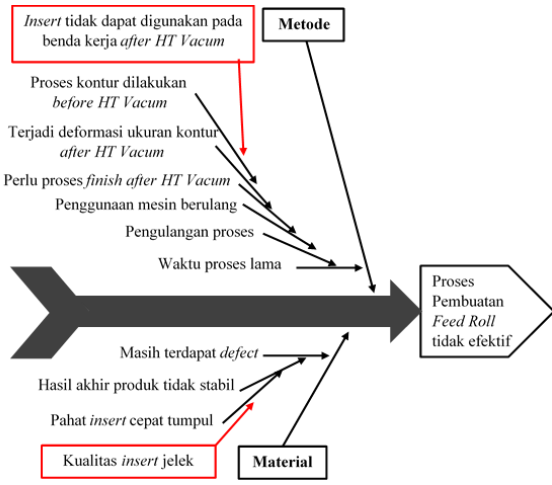 Insert tidak dapat digunakan pada
benda kerja after HT Vacum
Metode
Proses kontur dilakukan
before HT Vacum
Terjadi deformasi ukuran kontur
after HT Vacum
Perlu proses finish after HT Vacum
Penggunaan mesin berulang
Pengulangan proses
Waktu proses lama
Proses
Pembuatan
Feed Roll
tidak efektif
Masih terdapat defect
Hasil akhir produk tidak stabil
Pahat insert cepat tumpul
Kualitas insert jelek
Material